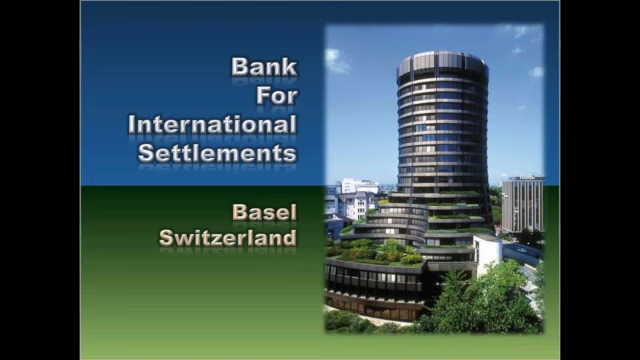 Bank
For
International
Settlements
Basel
Switzerland